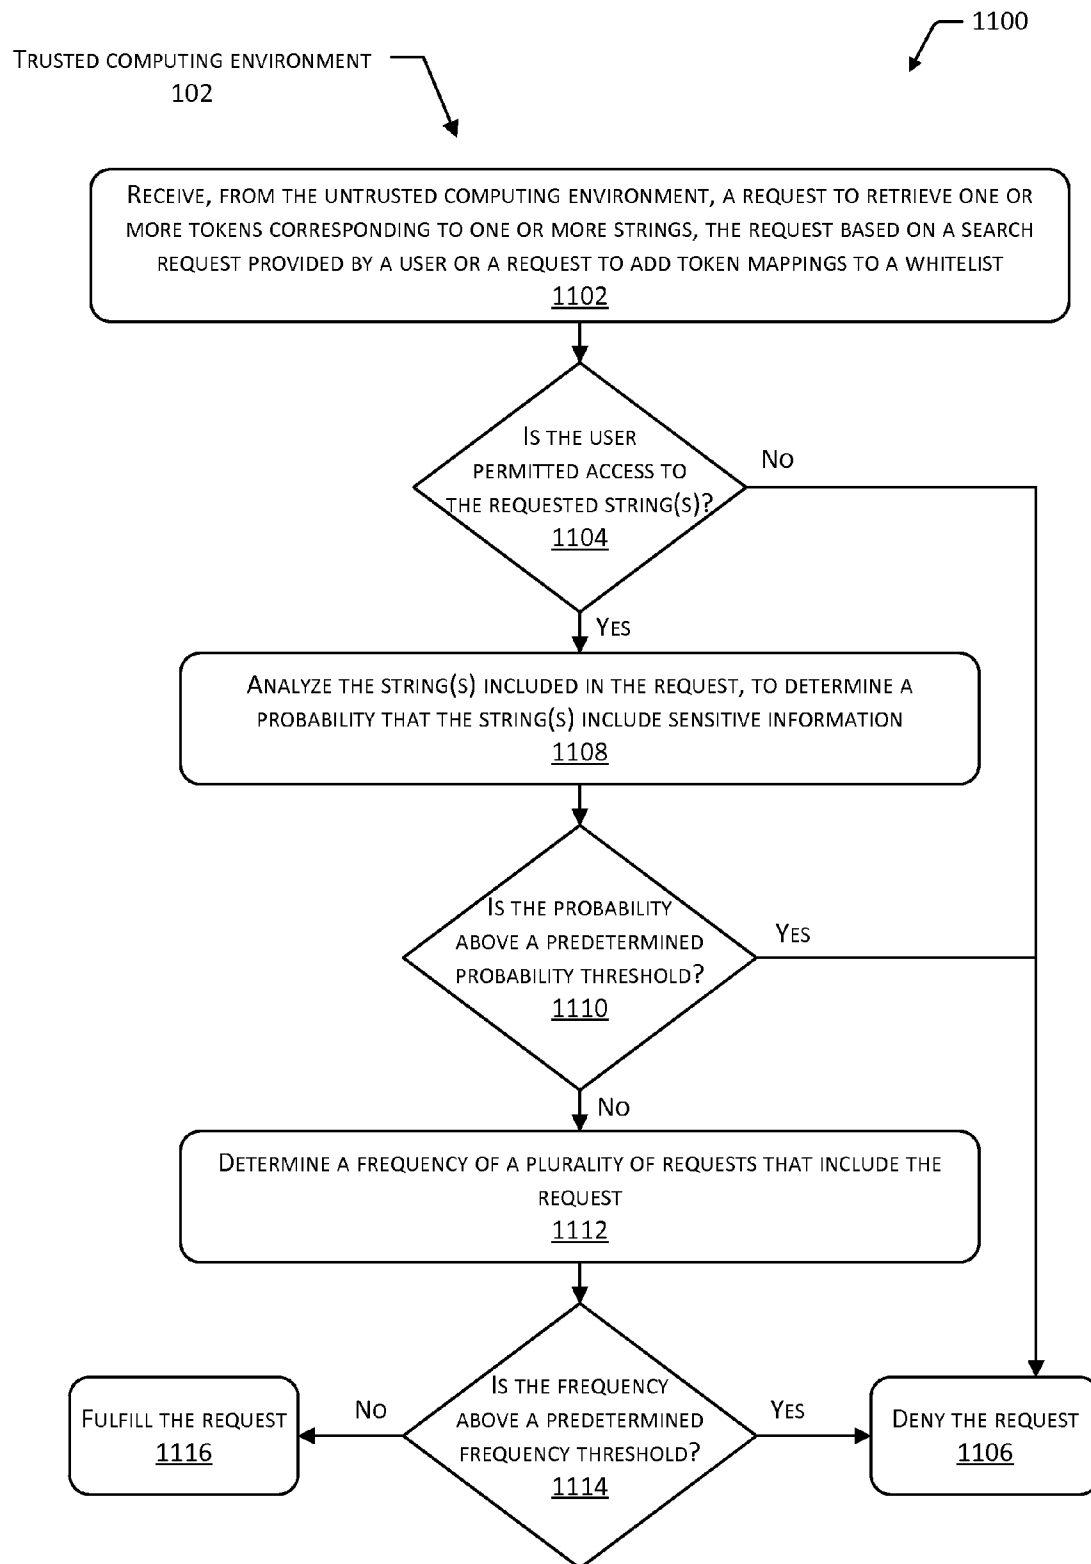 1100
TRUSTED COMPUTING ENVIRONMENT
102
RECEIVE, FROM THE UNTRUSTED COMPUTING ENVIRONMENT, A REQUEST TO RETRIEVE ONE OR
MORE TOKENS CORRESPONDING TO ONE OR MORE STRINGS, THE REQUEST BASED ON A SEARCH
REQUEST PROVIDED BY A USER OR A REQUEST TO ADD TOKEN MAPPINGS TO A WHITELIST
1102
IS THE USER
PERMITTED ACCESS TO
THE REQUESTED STRING(S)?
1104
NO
YES
ANALYZE THE STRING(S) INCLUDED IN THE REQUEST, TO DETERMINE A
PROBABILITY THAT THE STRING(S) INCLUDE SENSITIVE INFORMATION
1108
IS THE PROBABILITY
ABOVE A PREDETERMINED
PROBABILITY THRESHOLD?
1110
YES
NO
DETERMINE A FREQUENCY OF A PLURALITY OF REQUESTS THAT INCLUDE THE
REQUEST
1112
IS THE FREQUENCY
ABOVE A PREDETERMINED
FREQUENCY THRESHOLD?
1114
NO
YES
FULFILL THE REQUEST
1116
DENY THE REQUEST
1106